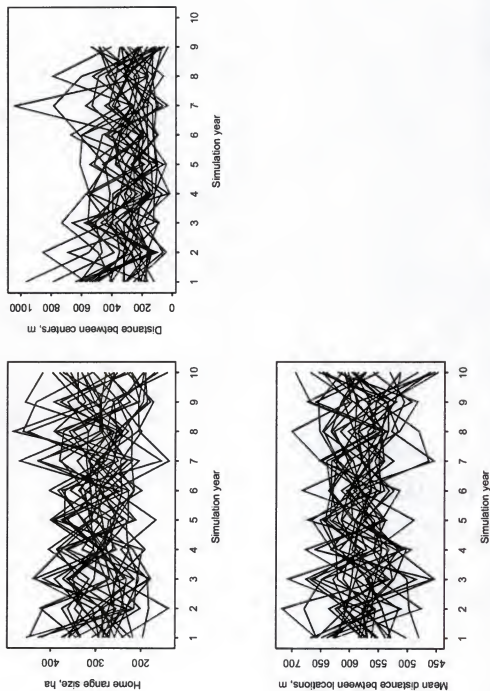 Distance between centers, m
1000
800
600
400
200
0
1 2 3 4 5 6 7 8 9 10
Simulation year
Home range size, ha
400
300
200
1 2 3 4 5 6 7 8 9 10
Simulation year
Mean distance between locations, m
700
650
600
550
500
450
1 2 3 4 5 6 7 8 9 10
Simulation year